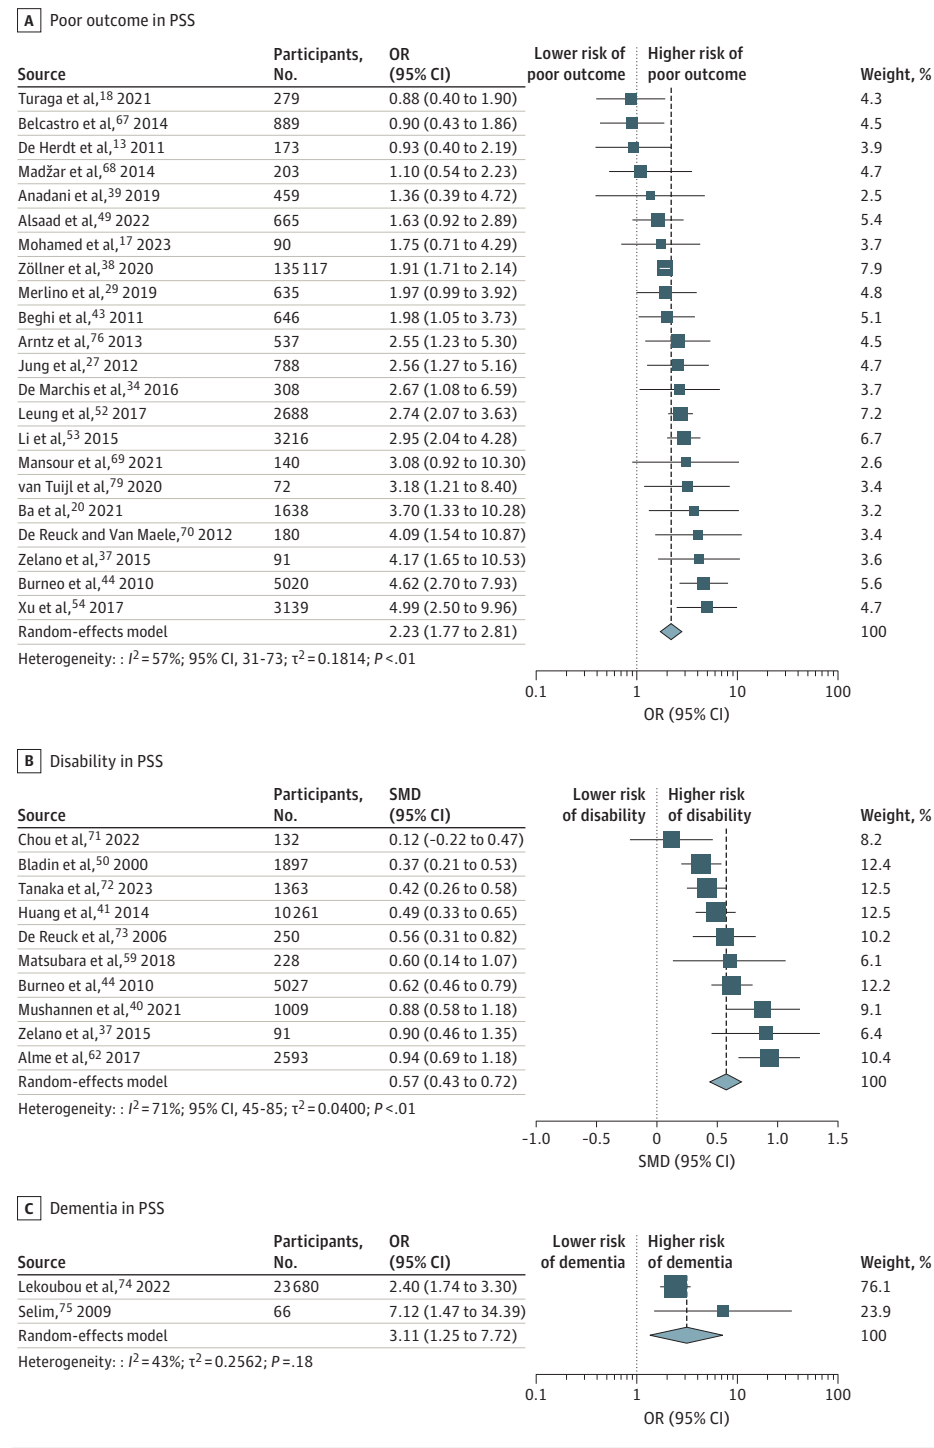 A Poor outcome in PSS
Source Participants, No. OR (95% CI) Lower risk of poor outcome Higher risk of poor outcome Weight, %
Turaga et al,18 2021 279 0.88 (0.40 to 1.90) 4.3
Belcastro et al,67 2014 889 0.90 (0.43 to 1.86) 4.5
De Herdt et al,13 2011 173 0.93 (0.40 to 2.19) 3.9
Madžar et al,68 2014 203 1.10 (0.54 to 2.23) 4.7
Anadani et al,39 2019 459 1.36 (0.39 to 4.72) 2.5
Alsaad et al,49 2022 665 1.63 (0.92 to 2.89) 5.4
Mohamed et al,17 2023 90 1.75 (0.71 to 4.29) 3.7
Zöllner et al,38 2020 135 117 1.91 (1.71 to 2.14) 7.9
Merlino et al,29 2019 635 1.97 (0.99 to 3.92) 4.8
Beghi et al,43 2011 646 1.98 (1.05 to 3.73) 5.1
Arntz et al,76 2013 537 2.55 (1.23 to 5.30) 4.5
Jung et al,27 2012 788 2.56 (1.27 to 5.16) 4.7
De Marchis et al,34 2016 308 2.67 (1.08 to 6.59) 3.7
Leung et al,52 2017 2688 2.74 (2.07 to 3.63) 7.2
Li et al,53 2015 3216 2.95 (2.04 to 4.28) 6.7
Mansour et al,69 2021 140 3.08 (0.92 to 10.30) 2.6
van Tuijl et al,79 2020 72 3.18 (1.21 to 8.40) 3.4
Ba et al,20 2021 1638 3.70 (1.33 to 10.28) 3.2
De Reuck and Van Maele,70 2012 180 4.09 (1.54 to 10.87) 3.4
Zelano et al,37 2015 91 4.17 (1.65 to 10.53) 3.6
Burneo et al,44 2010 5020 4.62 (2.70 to 7.93) 5.6
Xu et al,54 2017 3139 4.99 (2.50 to 9.96) 4.7
Random-effects model 2.23 (1.77 to 2.81) 100
Heterogeneity: : I2 = 57%; 95% CI, 31-73; τ2 = 0.1814; P <.01
0.1 1 10 100
OR (95% CI)
B Disability in PSS
Source Participants, No. SMD (95% CI) Lower risk of disability Higher risk of disability Weight, %
Chou et al,71 2022 132 0.12 (-0.22 to 0.47) 8.2
Bladin et al,50 2000 1897 0.37 (0.21 to 0.53) 12.4
Tanaka et al,72 2023 1363 0.42 (0.26 to 0.58) 12.5
Huang et al,41 2014 10 261 0.49 (0.33 to 0.65) 12.5
De Reuck et al,73 2006 250 0.56 (0.31 to 0.82) 10.2
Matsubara et al,59 2018 228 0.60 (0.14 to 1.07) 6.1
Burneo et al,44 2010 5027 0.62 (0.46 to 0.79) 12.2
Mushannen et al,40 2021 1009 0.88 (0.58 to 1.18) 9.1
Zelano et al,37 2015 91 0.90 (0.46 to 1.35) 6.4
Alme et al,62 2017 2593 0.94 (0.69 to 1.18) 10.4
Random-effects model 0.57 (0.43 to 0.72) 100
Heterogeneity: : I2 = 71%; 95% CI, 45-85; τ2 = 0.0400; P <.01
-1.0 -0.5 0 0.5 1.0 1.5
SMD (95% CI)
C Dementia in PSS
Source Participants, No. OR (95% CI) Lower risk of dementia Higher risk of dementia Weight, %
Lekoubou et al,74 2022 23 680 2.40 (1.74 to 3.30) 76.1
Selim,75 2009 66 7.12 (1.47 to 34.39) 23.9
Random-effects model 3.11 (1.25 to 7.72) 100
Heterogeneity: : I2 = 43%; τ2 = 0.2562; P =.18
0.1 1 10 100
OR (95% CI)